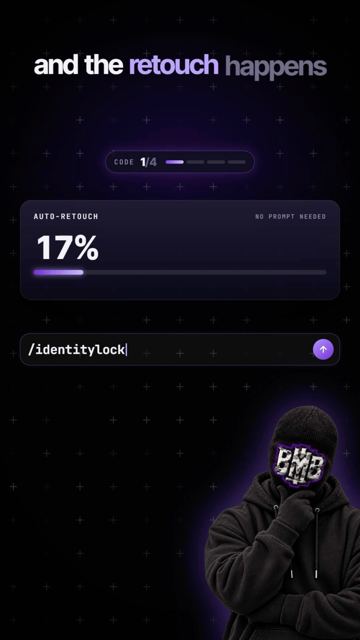 and the retouch happens
CODE 1/4
AUTO-RETOUCH
NO PROMPT NEEDED
17%
/identitylock
BMB